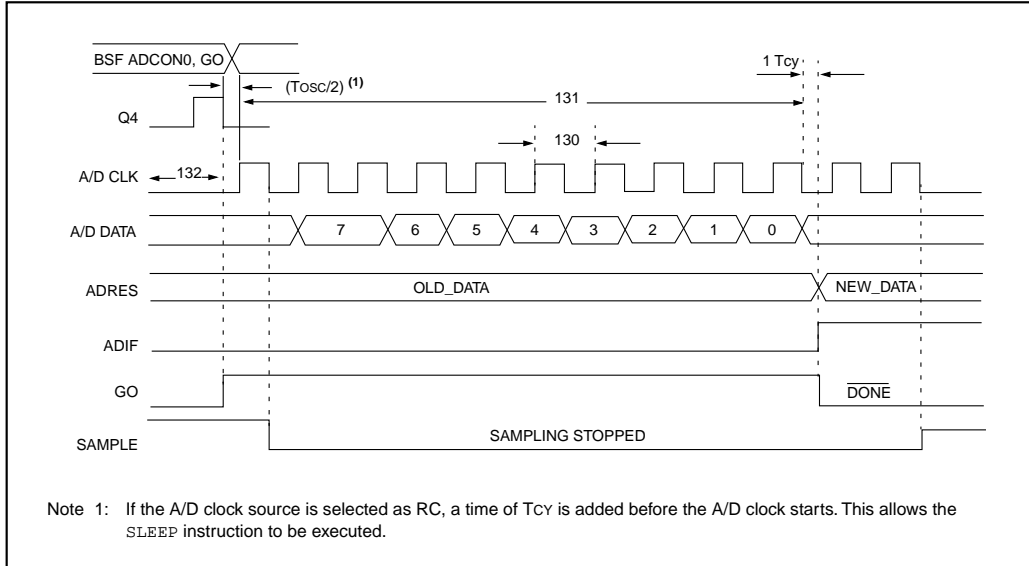 BSF ADCON0, GO
1 Tcy
(TOSC/2) (1)
131
Q4
130
A/D CLK
132
A/D DATA
7 6 5 4 3 2 1 0
ADRES
OLD_DATA
NEW_DATA
ADIF
GO
DONE
SAMPLE
SAMPLING STOPPED
Note 1: If the A/D clock source is selected as RC, a time of TCY is added before the A/D clock starts. This allows the
SLEEP instruction to be executed.